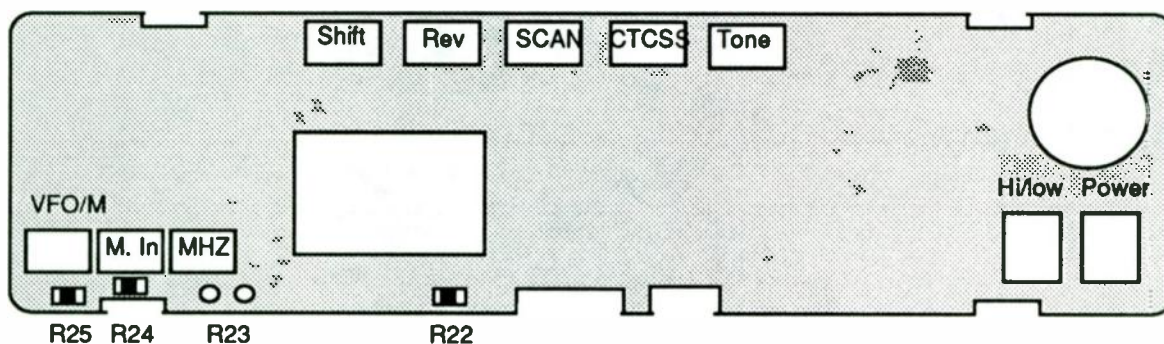 Shift Rev SCAN CTCSS Tone
Hi/low Power
VFO/M
M. In MHZ
R25 R24 R23 R22